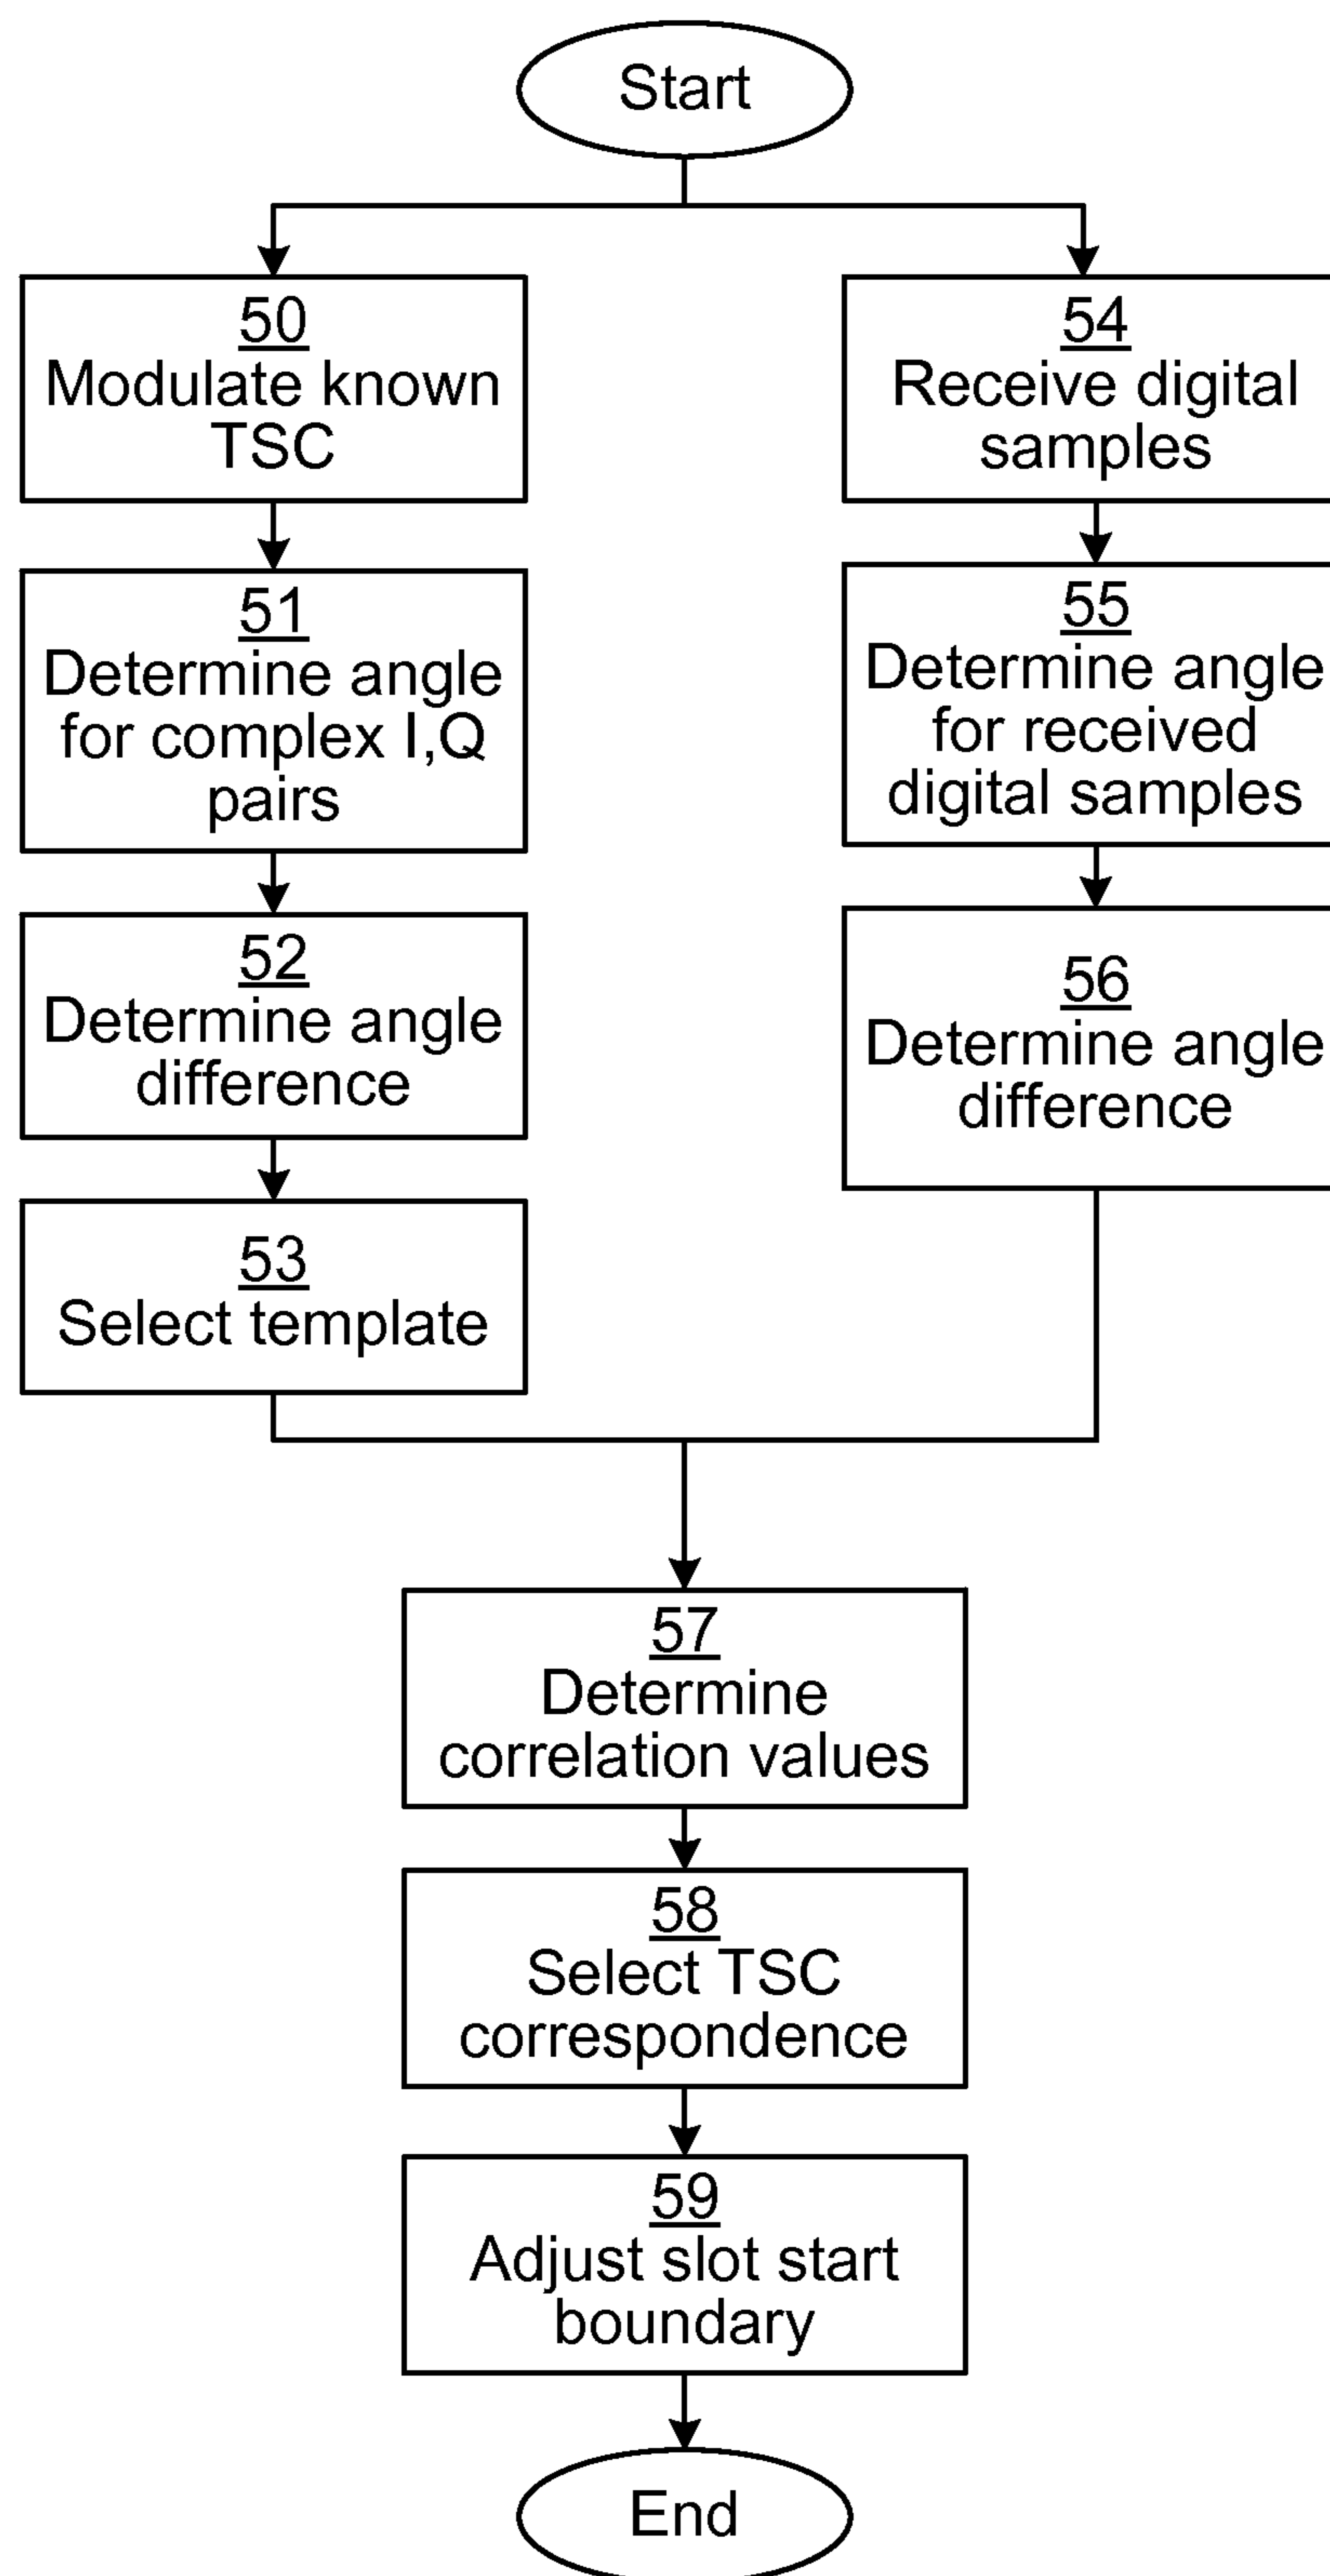 Start
50
Modulate known
TSC
51
Determine angle
for complex I,Q
pairs
52
Determine angle
difference
53
Select template
54
Receive digital
samples
55
Determine angle
for received
digital samples
56
Determine angle
difference
57
Determine
correlation values
58
Select TSC
correspondence
59
Adjust slot start
boundary
End